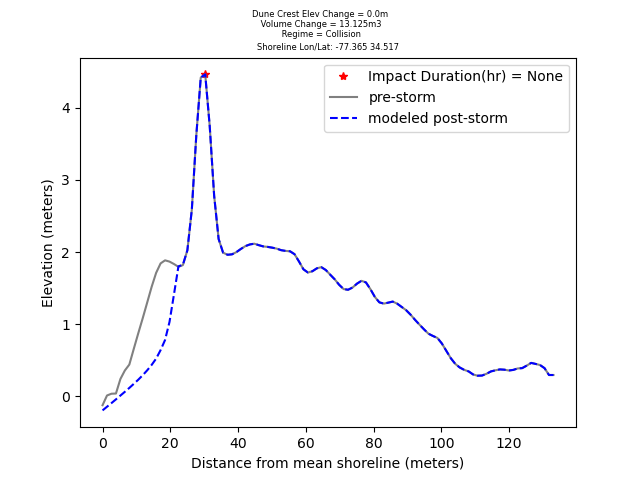 Dune Crest Elev Change = 0.0m
Volume Change = 13.125m3
Regime = Collision
Shoreline Lon/Lat: -77.365 34.517
Impact Duration(hr) = None
pre-storm
modeled post-storm
Elevation (meters)
4
3
2
1
0
0 20 40 60 80 100 120
Distance from mean shoreline (meters)